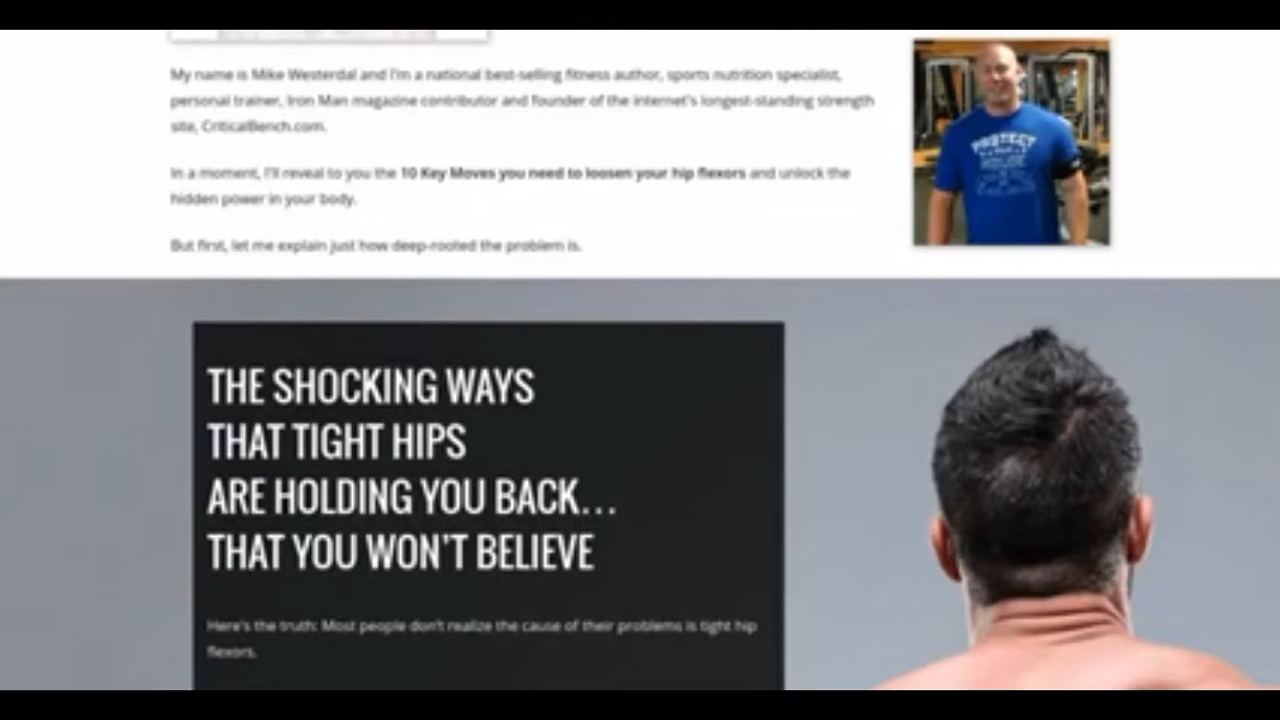 My name is Mike Westerdal and I'm a national best-selling fitness author, sports nutrition specialist,
personal trainer, Iron Man magazine contributor and founder of the Internet's longest-standing strength
site, CriticalBench.com.
In a moment, I'll reveal to you the 10 Key Moves you need to loosen your hip flexors and unlock the
hidden power in your body.
But first, let me explain just how deep-rooted the problem is.
PROTECT
THE SHOCKING WAYS
THAT TIGHT HIPS
ARE HOLDING YOU BACK...
THAT YOU WON'T BELIEVE
Here's the truth: Most people don't realize the cause of their problems is tight hip
flexors.